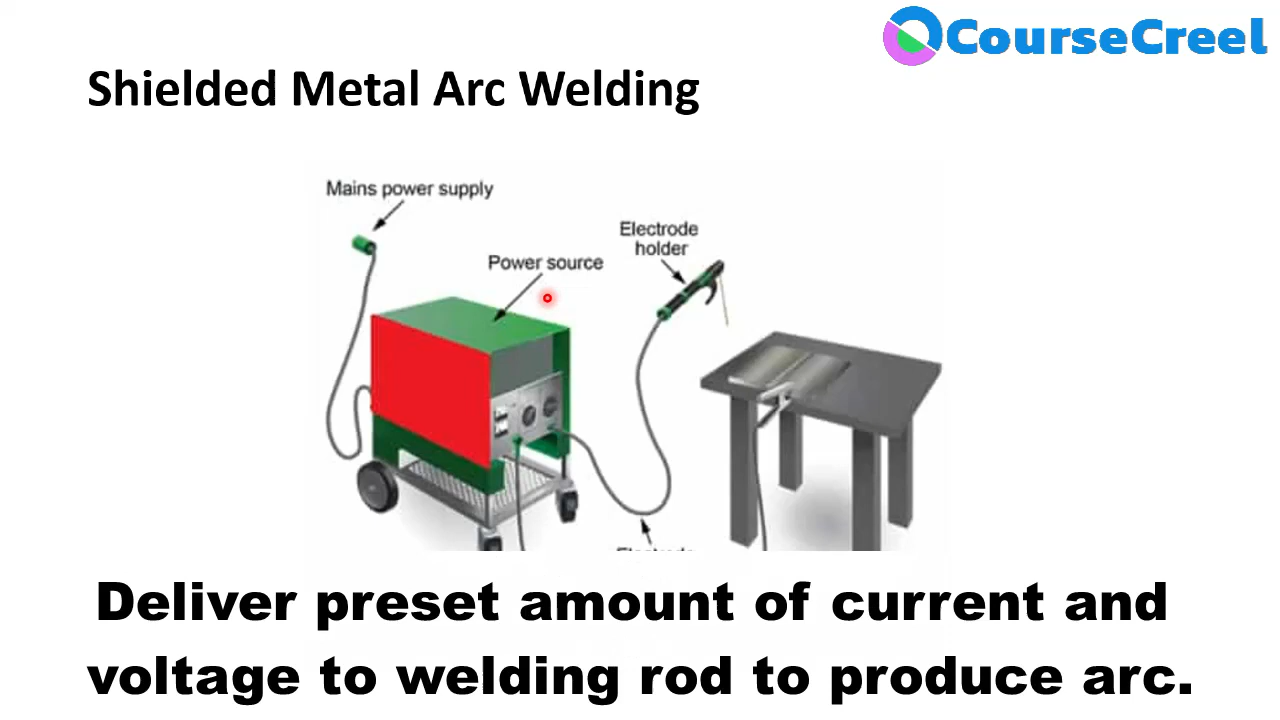 CourseCreel
Shielded Metal Arc Welding
Mains power supply
Electrode
holder
Power source
Deliver preset amount of current and
voltage to welding rod to produce arc.